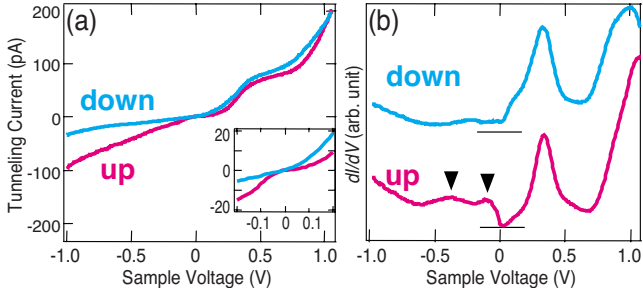 (a)
Tunneling Current (pA)
200
100
0
-100
-200
down
up
20
10
0
-20
-0.1
0
0.1
-1.0
-0.5
0
0.5
1.0
Sample Voltage (V)
(b)
dI/dV (arb. unit)
down
up
-1.0
-0.5
0
0.5
1.0
Sample Voltage (V)